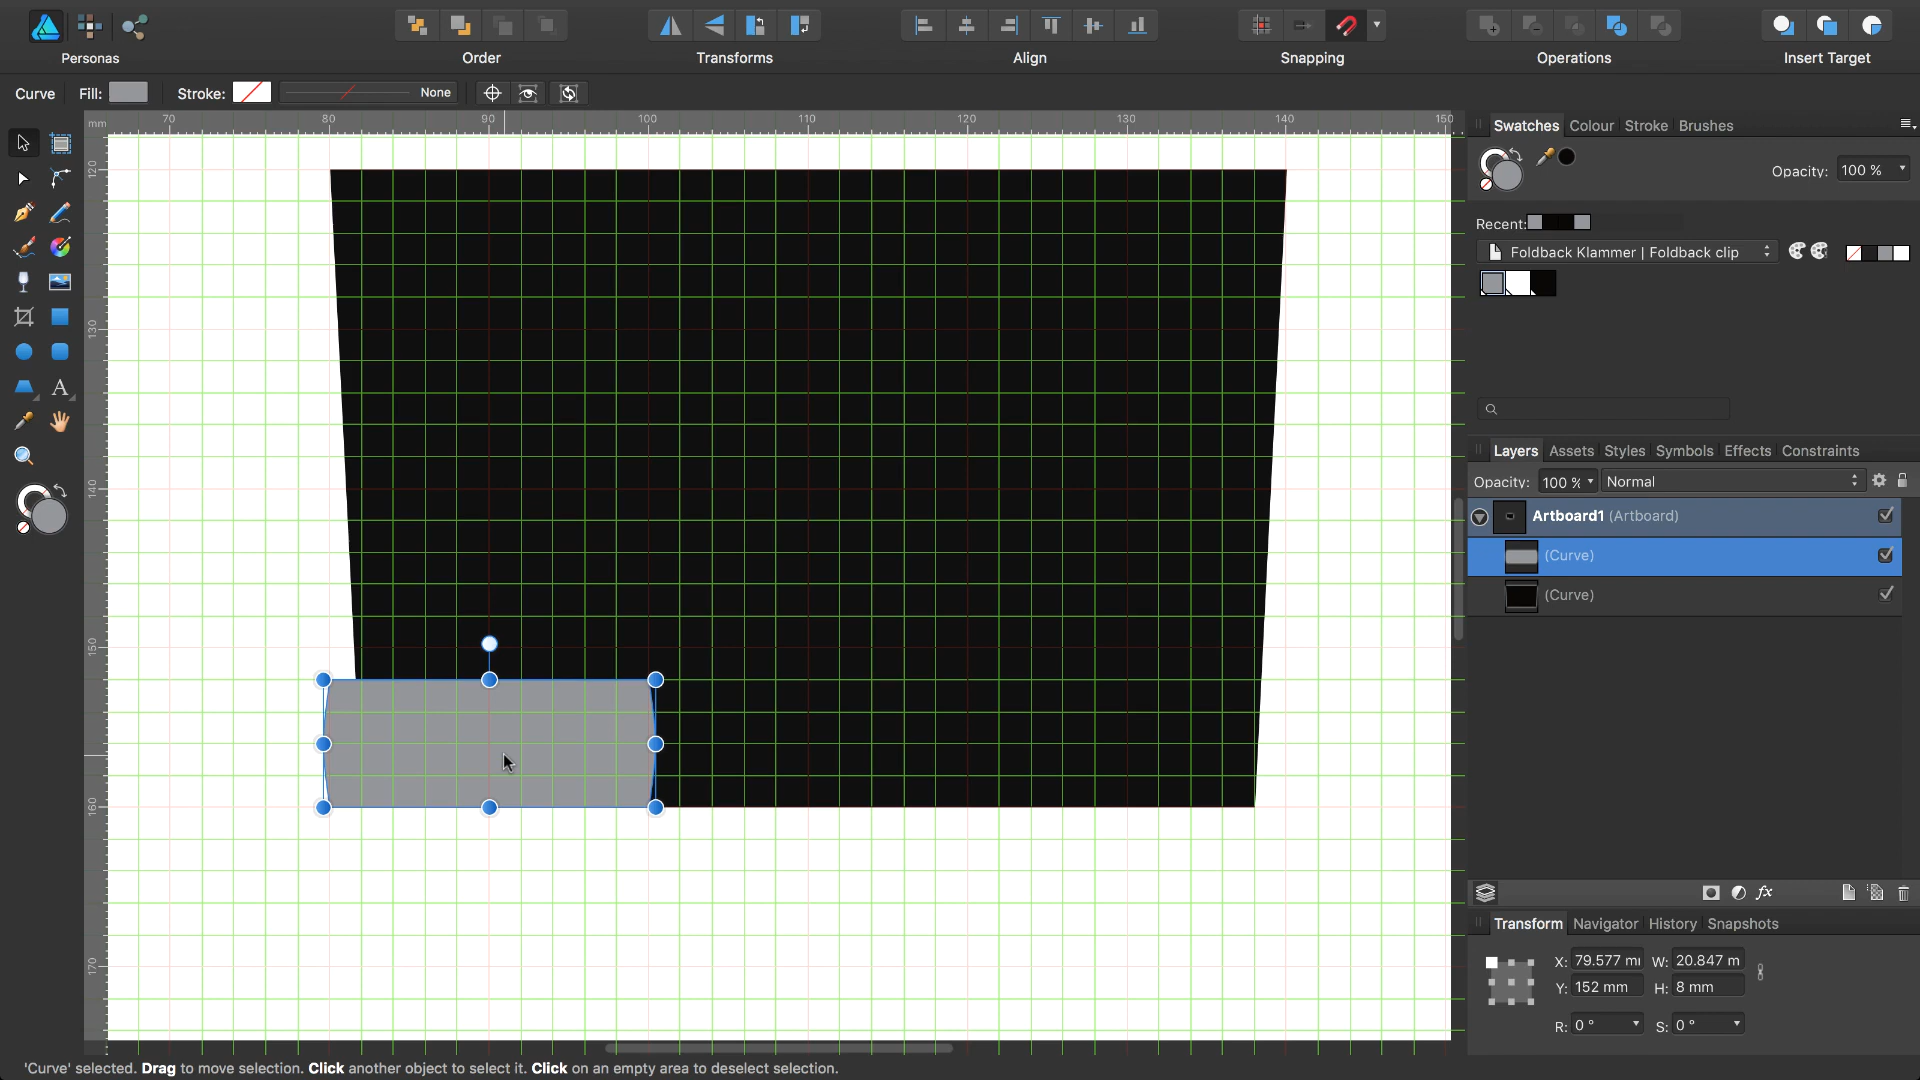 Personas
Order
Transforms
Align
Snapping
Operations
Insert Target
Curve
Fill:
Stroke:
None
mm
70
80
90
100
110
120
130
140
150
120
130
140
150
160
170
Swatches Colour Stroke Brushes
Opacity: 100 %
Recent:
Foldback Klammer | Foldback clip
Layers Assets Styles Symbols Effects Constraints
Opacity: 100 % Normal
Artboard1 (Artboard)
(Curve)
(Curve)
fx
Transform Navigator History Snapshots
X: 79.577 m W: 20.847 m
Y: 152 mm H: 8 mm
R: 0 ° S: 0 °
'Curve' selected. Drag to move selection. Click another object to select it. Click on an empty area to deselect selection.